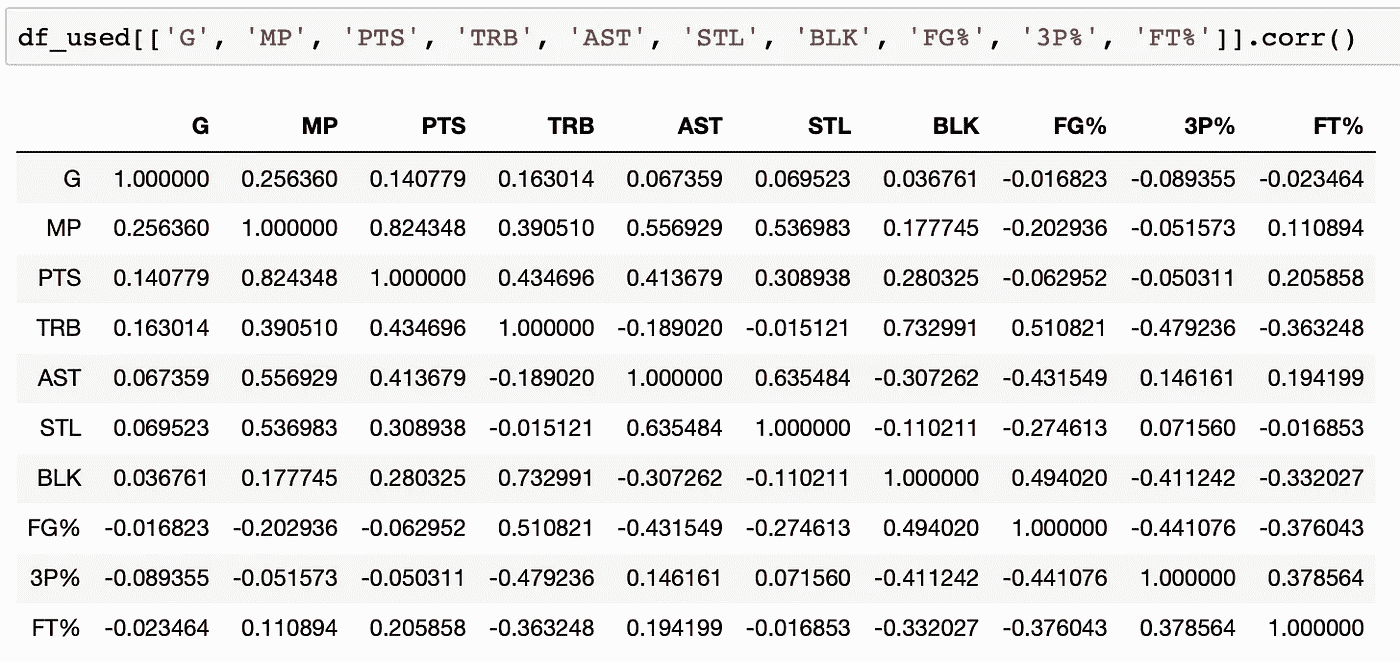 df_used[['G', 'MP', 'PTS', 'TRB', 'AST', 'STL', 'BLK', 'FG%', '3P%', 'FT%']].corr()
G MP PTS TRB AST STL BLK FG% 3P% FT%
G 1.000000 0.256360 0.140779 0.163014 0.067359 0.069523 0.036761 -0.016823 -0.089355 -0.023464
MP 0.256360 1.000000 0.824348 0.390510 0.556929 0.536983 0.177745 -0.202936 -0.051573 0.110894
PTS 0.140779 0.824348 1.000000 0.434696 0.413679 0.308938 0.280325 -0.062952 -0.050311 0.205858
TRB 0.163014 0.390510 0.434696 1.000000 -0.189020 -0.015121 0.732991 0.510821 -0.479236 -0.363248
AST 0.067359 0.556929 0.413679 -0.189020 1.000000 0.635484 -0.307262 -0.431549 0.146161 0.194199
STL 0.069523 0.536983 0.308938 -0.015121 0.635484 1.000000 -0.110211 -0.274613 0.071560 -0.016853
BLK 0.036761 0.177745 0.280325 0.732991 -0.307262 -0.110211 1.000000 0.494020 -0.411242 -0.332027
FG% -0.016823 -0.202936 -0.062952 0.510821 -0.431549 -0.274613 0.494020 1.000000 -0.441076 -0.376043
3P% -0.089355 -0.051573 -0.050311 -0.479236 0.146161 0.071560 -0.411242 -0.441076 1.000000 0.378564
FT% -0.023464 0.110894 0.205858 -0.363248 0.194199 -0.016853 -0.332027 -0.376043 0.378564 1.000000